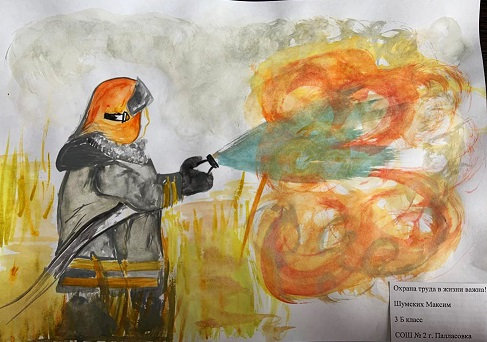 Охрана труда в жизни важна!
Шумских Максим
3 Б класс
СОШ № 2 г. Палласовка